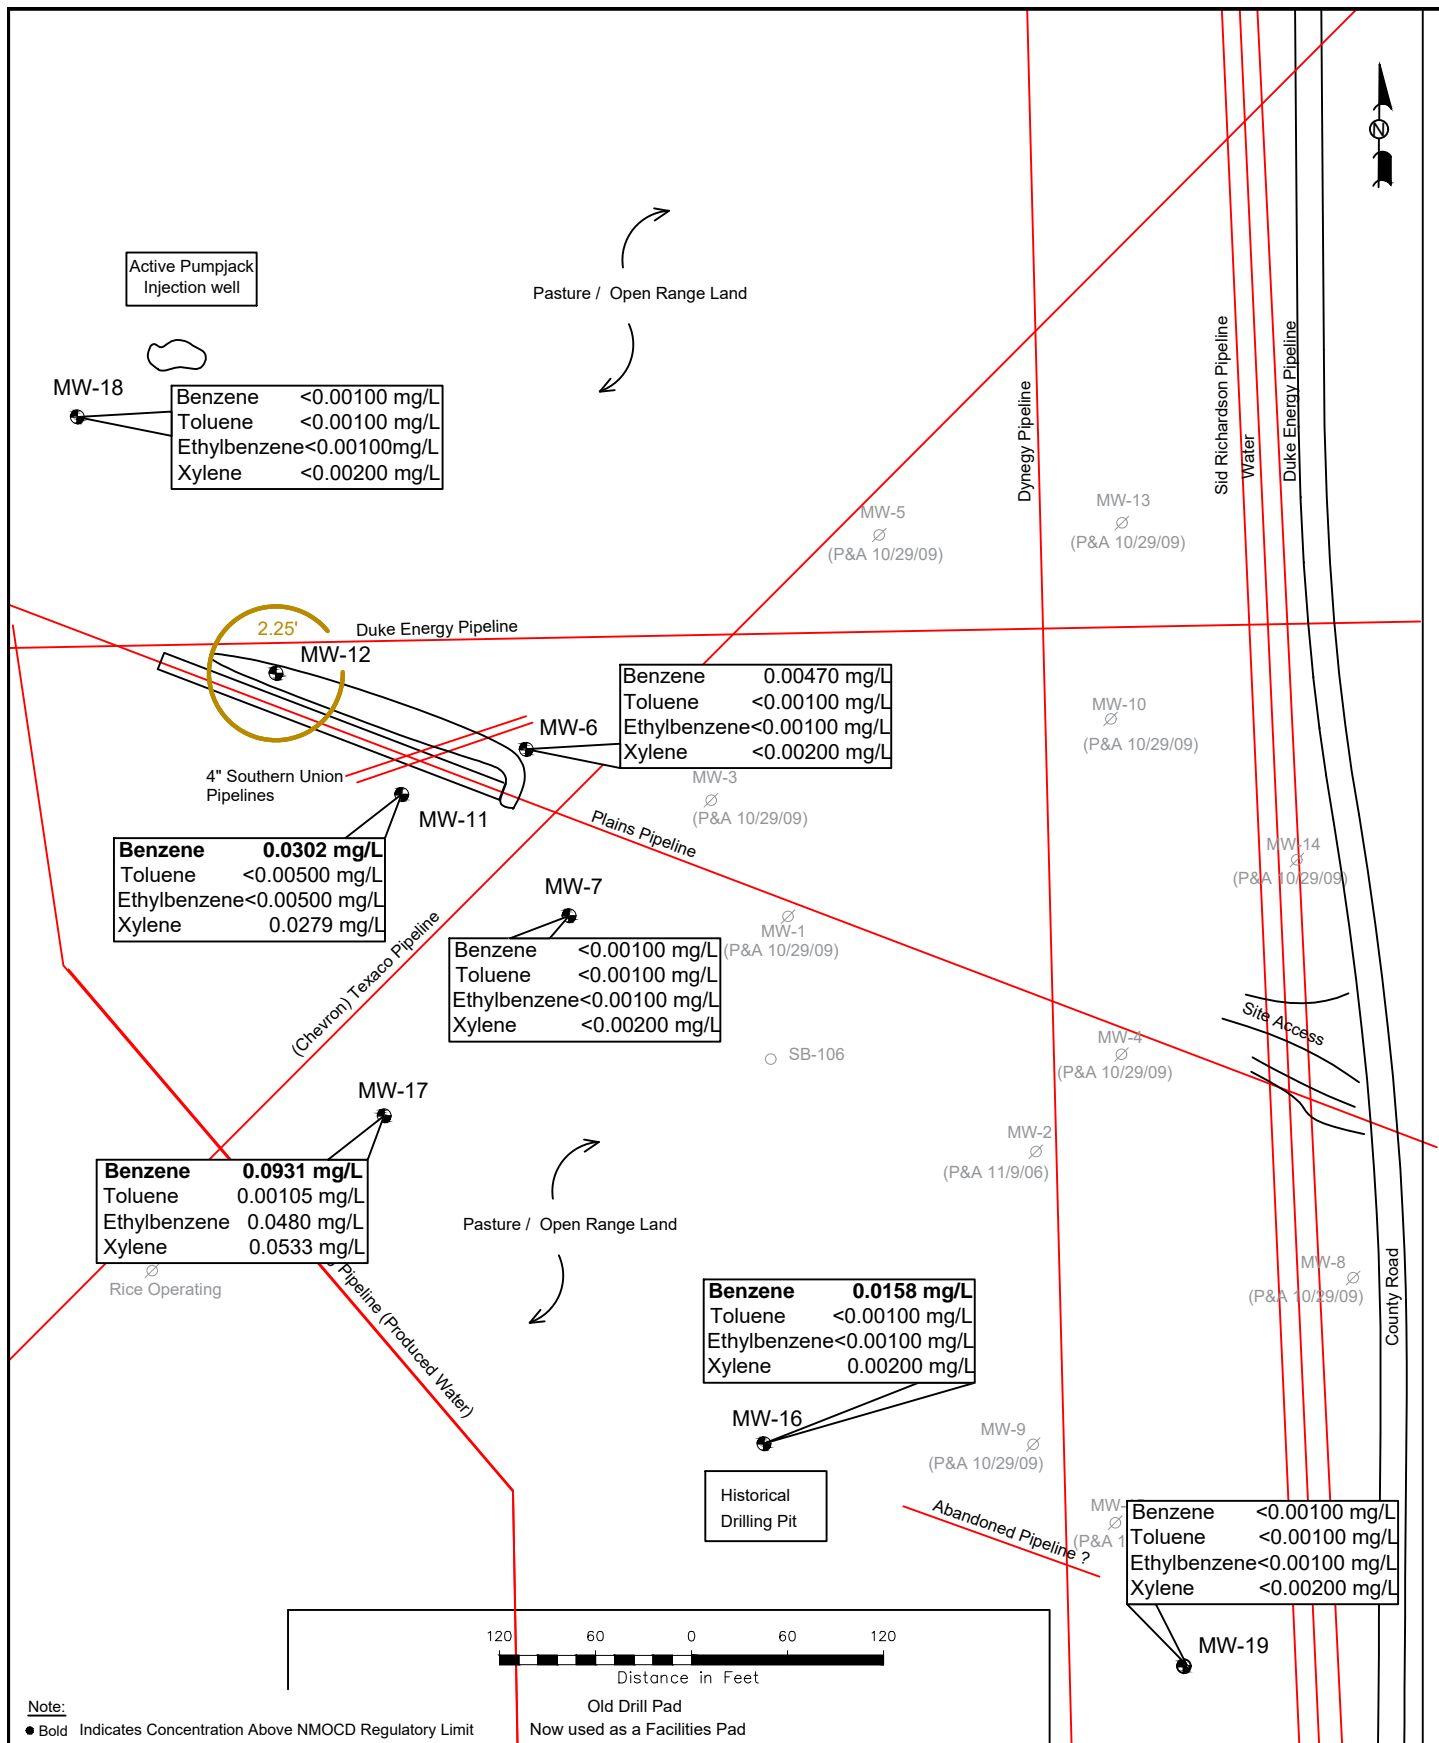 N
Active Pumpjack
Injection well
Pasture / Open Range Land
MW-18
Benzene <0.00100 mg/L
Toluene <0.00100 mg/L
Ethylbenzene<0.00100mg/L
Xylene <0.00200 mg/L
Dynegy Pipeline
Sid Richardson Pipeline
Water
Duke Energy Pipeline
MW-5
(P&A 10/29/09)
MW-13
(P&A 10/29/09)
2.25'
Duke Energy Pipeline
MW-12
MW-6
Benzene 0.00470 mg/L
Toluene <0.00100 mg/L
Ethylbenzene<0.00100 mg/L
Xylene <0.00200 mg/L
MW-10
(P&A 10/29/09)
4" Southern Union
Pipelines
MW-3
(P&A 10/29/09)
MW-11
Benzene 0.0302 mg/L
Toluene <0.00500 mg/L
Ethylbenzene<0.00500 mg/L
Xylene 0.0279 mg/L
Plains Pipeline
MW-14
(P&A 10/29/09)
MW-7
Benzene <0.00100 mg/L
Toluene <0.00100 mg/L
Ethylbenzene<0.00100 mg/L
Xylene <0.00200 mg/L
MW-1
(P&A 10/29/09)
(Chevron) Texaco Pipeline
Site Access
SB-106
MW-4
(P&A 10/29/09)
MW-17
Benzene 0.0931 mg/L
Toluene 0.00105 mg/L
Ethylbenzene 0.0480 mg/L
Xylene 0.0533 mg/L
MW-2
(P&A 11/9/06)
Pasture / Open Range Land
Rice Operating
Pipeline (Produced Water)
MW-8
(P&A 10/29/09)
County Road
Benzene 0.0158 mg/L
Toluene <0.00100 mg/L
Ethylbenzene<0.00100 mg/L
Xylene 0.00200 mg/L
MW-16
MW-9
(P&A 10/29/09)
Historical
Drilling Pit
Abandoned Pipeline ?
MW-
(P&A 1
Benzene <0.00100 mg/L
Toluene <0.00100 mg/L
Ethylbenzene<0.00100 mg/L
Xylene <0.00200 mg/L
MW-19
120 60 0 60 120
Distance in Feet
Old Drill Pad
Now used as a Facilities Pad
Note:
Bold Indicates Concentration Above NMOCD Regulatory Limit